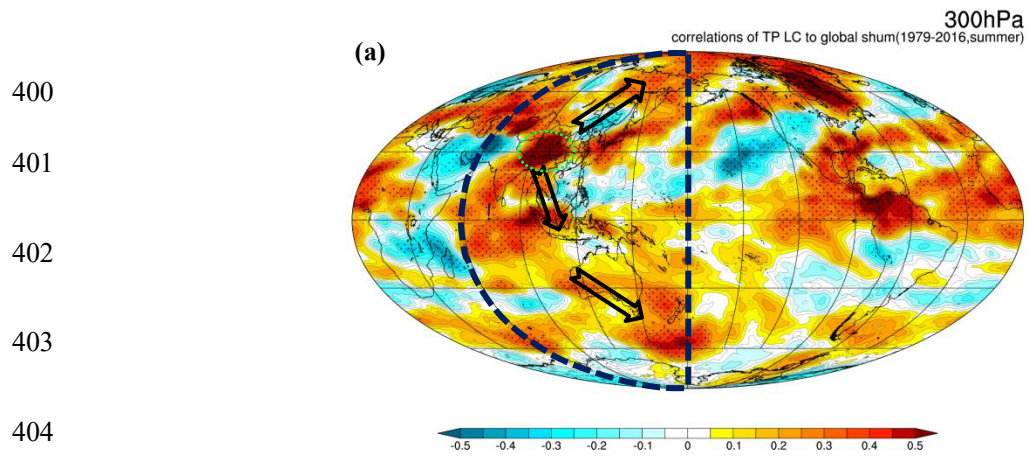 300hPa
correlations of TP LC to global shum(1979-2016,summer)
(a)
400
401
402
403
404
-0.5 -0.4 -0.3 -0.2 -0.1 0 0.1 0.2 0.3 0.4 0.5